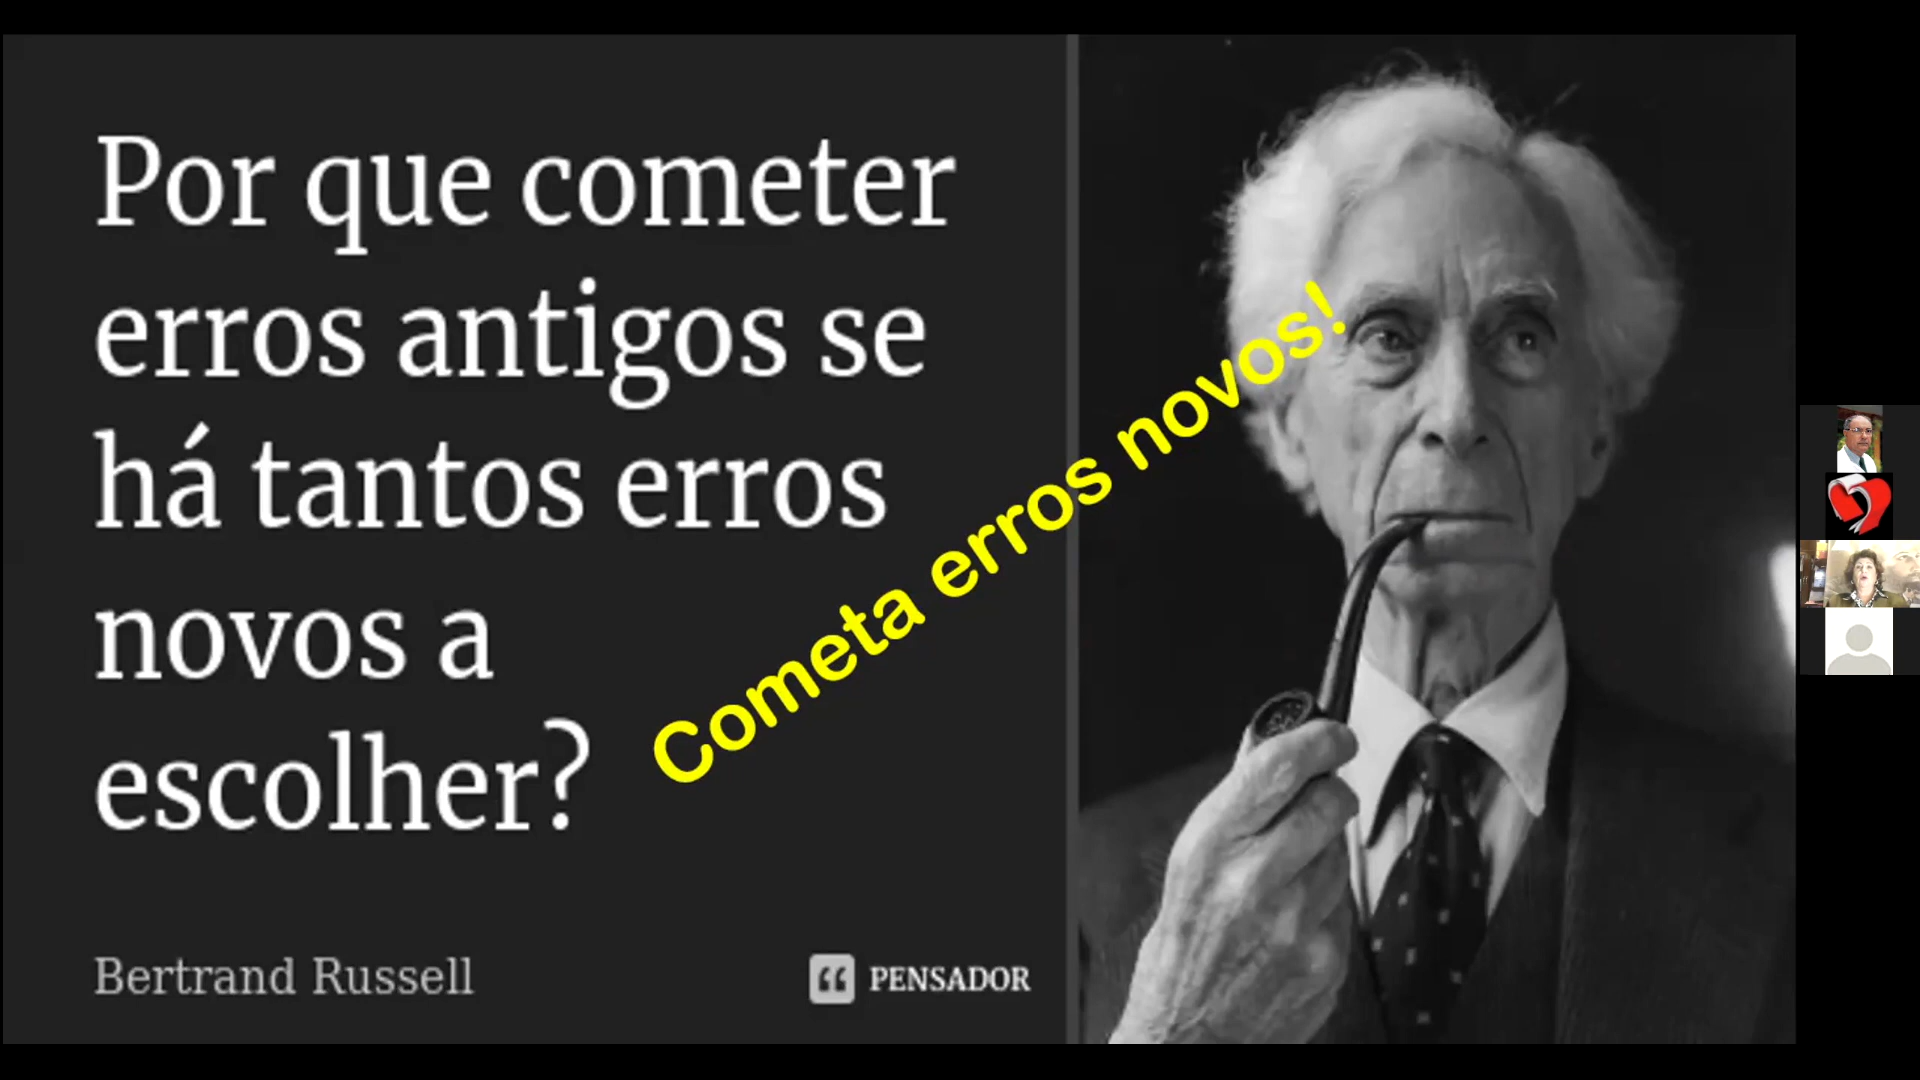 Por que cometer
erros antigos se
há tantos erros
novos a
escolher?
Cometa erros novos!
Bertrand Russell
PENSADOR